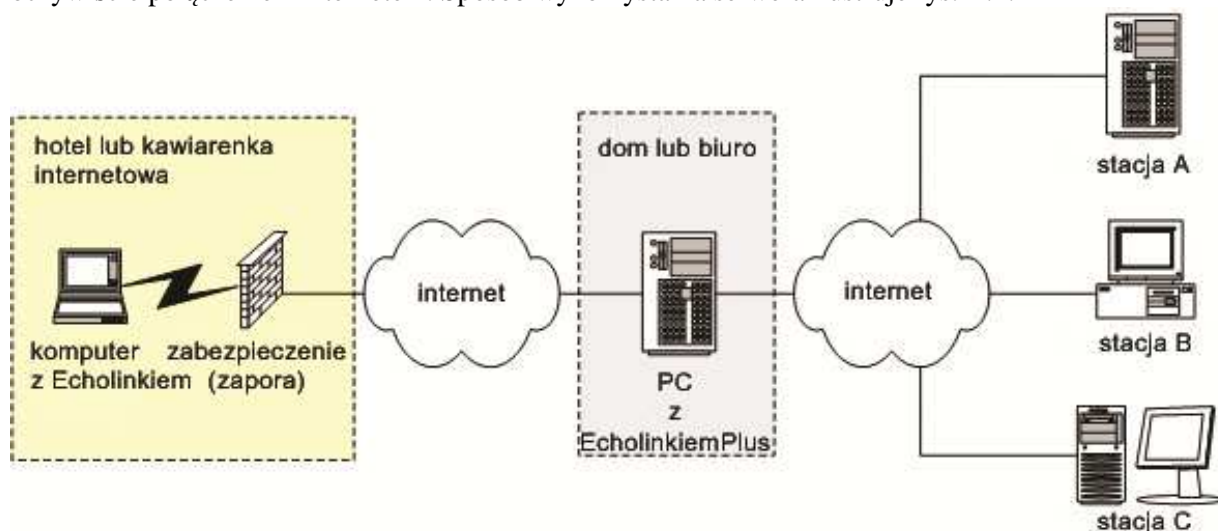 hotel lub kawiarenka
internetowa
komputer zabezpieczenie
z Echolinkiem (zapora)
internet
dom lub biuro
PC
z
EcholinkiemPlus
internet
stacja A
stacja B
stacja C